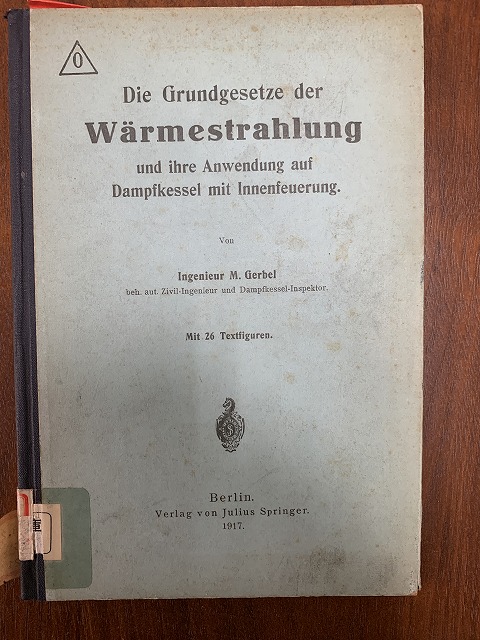 0
Die Grundgesetze der
Wärmestrahlung
und ihre Anwendung auf
Dampfkessel mit Innenfeuerung.
Von
Ingenieur M. Gerbel
beh. aut. Zivil-Ingenieur und Dampfkessel-Inspektor.
Mit 26 Textfiguren.
S
Berlin.
Verlag von Julius Springer.
1917.
庫